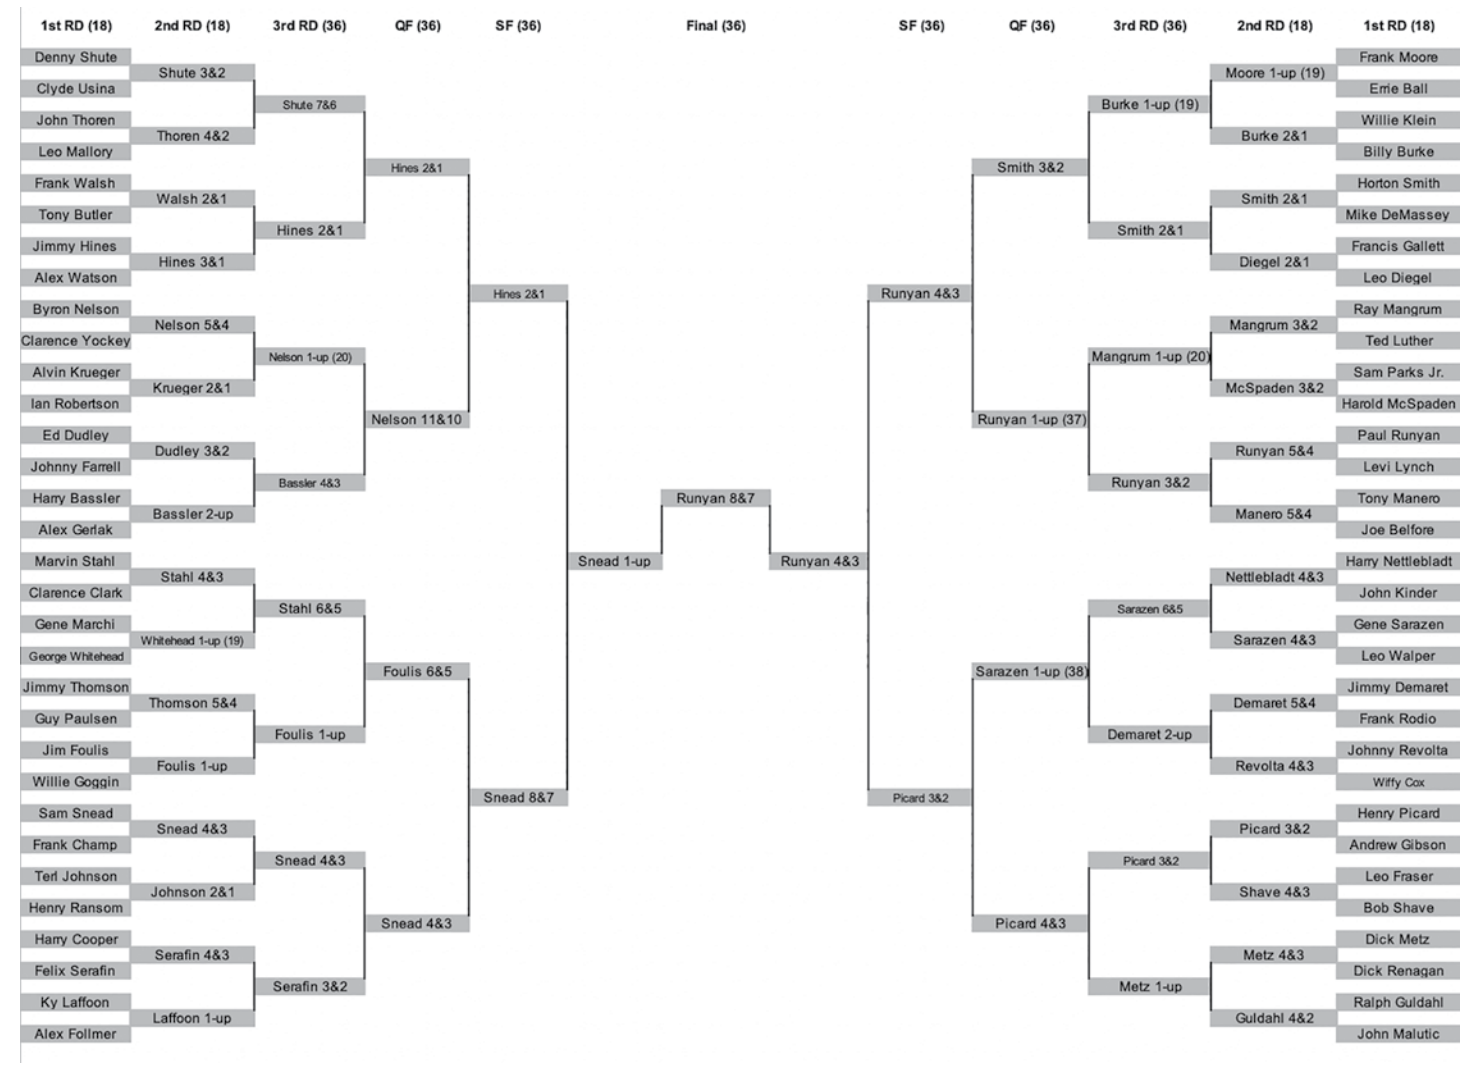 1st RD (18) 2nd RD (18) 3rd RD (36) QF (36) SF (36) Final (36) SF (36) QF (36) 3rd RD (36) 2nd RD (18) 1st RD (18)
Denny Shute Frank Moore
Shute 3&2 Moore 1-up (19)
Clyde Usina Errie Ball
Shute 7&6 Burke 1-up (19)
John Thoren Willie Klein
Thoren 4&2 Burke 2&1
Leo Mallory Billy Burke
Hines 2&1 Smith 3&2
Frank Walsh Horton Smith
Walsh 2&1 Smith 2&1
Tony Butler Mike DeMassey
Hines 2&1 Smith 2&1
Jimmy Hines Francis Gallett
Hines 3&1 Diegel 2&1
Alex Watson Leo Diegel
Hines 2&1 Runyan 4&3
Byron Nelson Ray Mangrum
Nelson 5&4 Mangrum 3&2
Clarence Yockey Ted Luther
Nelson 1-up (20) Mangrum 1-up (20)
Alvin Krueger Sam Parks Jr.
Krueger 2&1 McSpaden 3&2
Ian Robertson Harold McSpaden
Nelson 11&10 Runyan 1-up (37)
Ed Dudley Paul Runyan
Dudley 3&2 Runyan 5&4
Johnny Farrell Levi Lynch
Bassler 4&3 Runyan 3&2
Harry Bassler Runyan 8&7 Tony Manero
Bassler 2-up Manero 5&4
Alex Gerlak Joe Belfore
Marvin Stahl Snead 1-up Runyan 4&3 Harry Nettlebladt
Stahl 4&3 Nettlebladt 4&3
Clarence Clark John Kinder
Stahl 6&5 Sarazen 6&5
Gene Marchi Gene Sarazen
Whitehead 1-up (19) Sarazen 4&3
George Whitehead Leo Walper
Foulis 6&5 Sarazen 1-up (38)
Jimmy Thomson Jimmy Demaret
Thomson 5&4 Demaret 5&4
Guy Paulsen Frank Rodio
Foulis 1-up Demaret 2-up
Jim Foulis Johnny Revolta
Foulis 1-up Revolta 4&3
Willie Goggin Wiffy Cox
Snead 8&7 Picard 3&2
Sam Snead Henry Picard
Snead 4&3 Picard 3&2
Frank Champ Andrew Gibson
Snead 4&3 Picard 3&2
Terl Johnson Leo Fraser
Johnson 2&1 Shave 4&3
Henry Ransom Bob Shave
Snead 4&3 Picard 4&3
Harry Cooper Dick Metz
Serafin 4&3 Metz 4&3
Felix Serafin Dick Renagan
Serafin 3&2 Metz 1-up
Ky Laffoon Ralph Guldahl
Laffoon 1-up Guldahl 4&2
Alex Follmer John Malutic